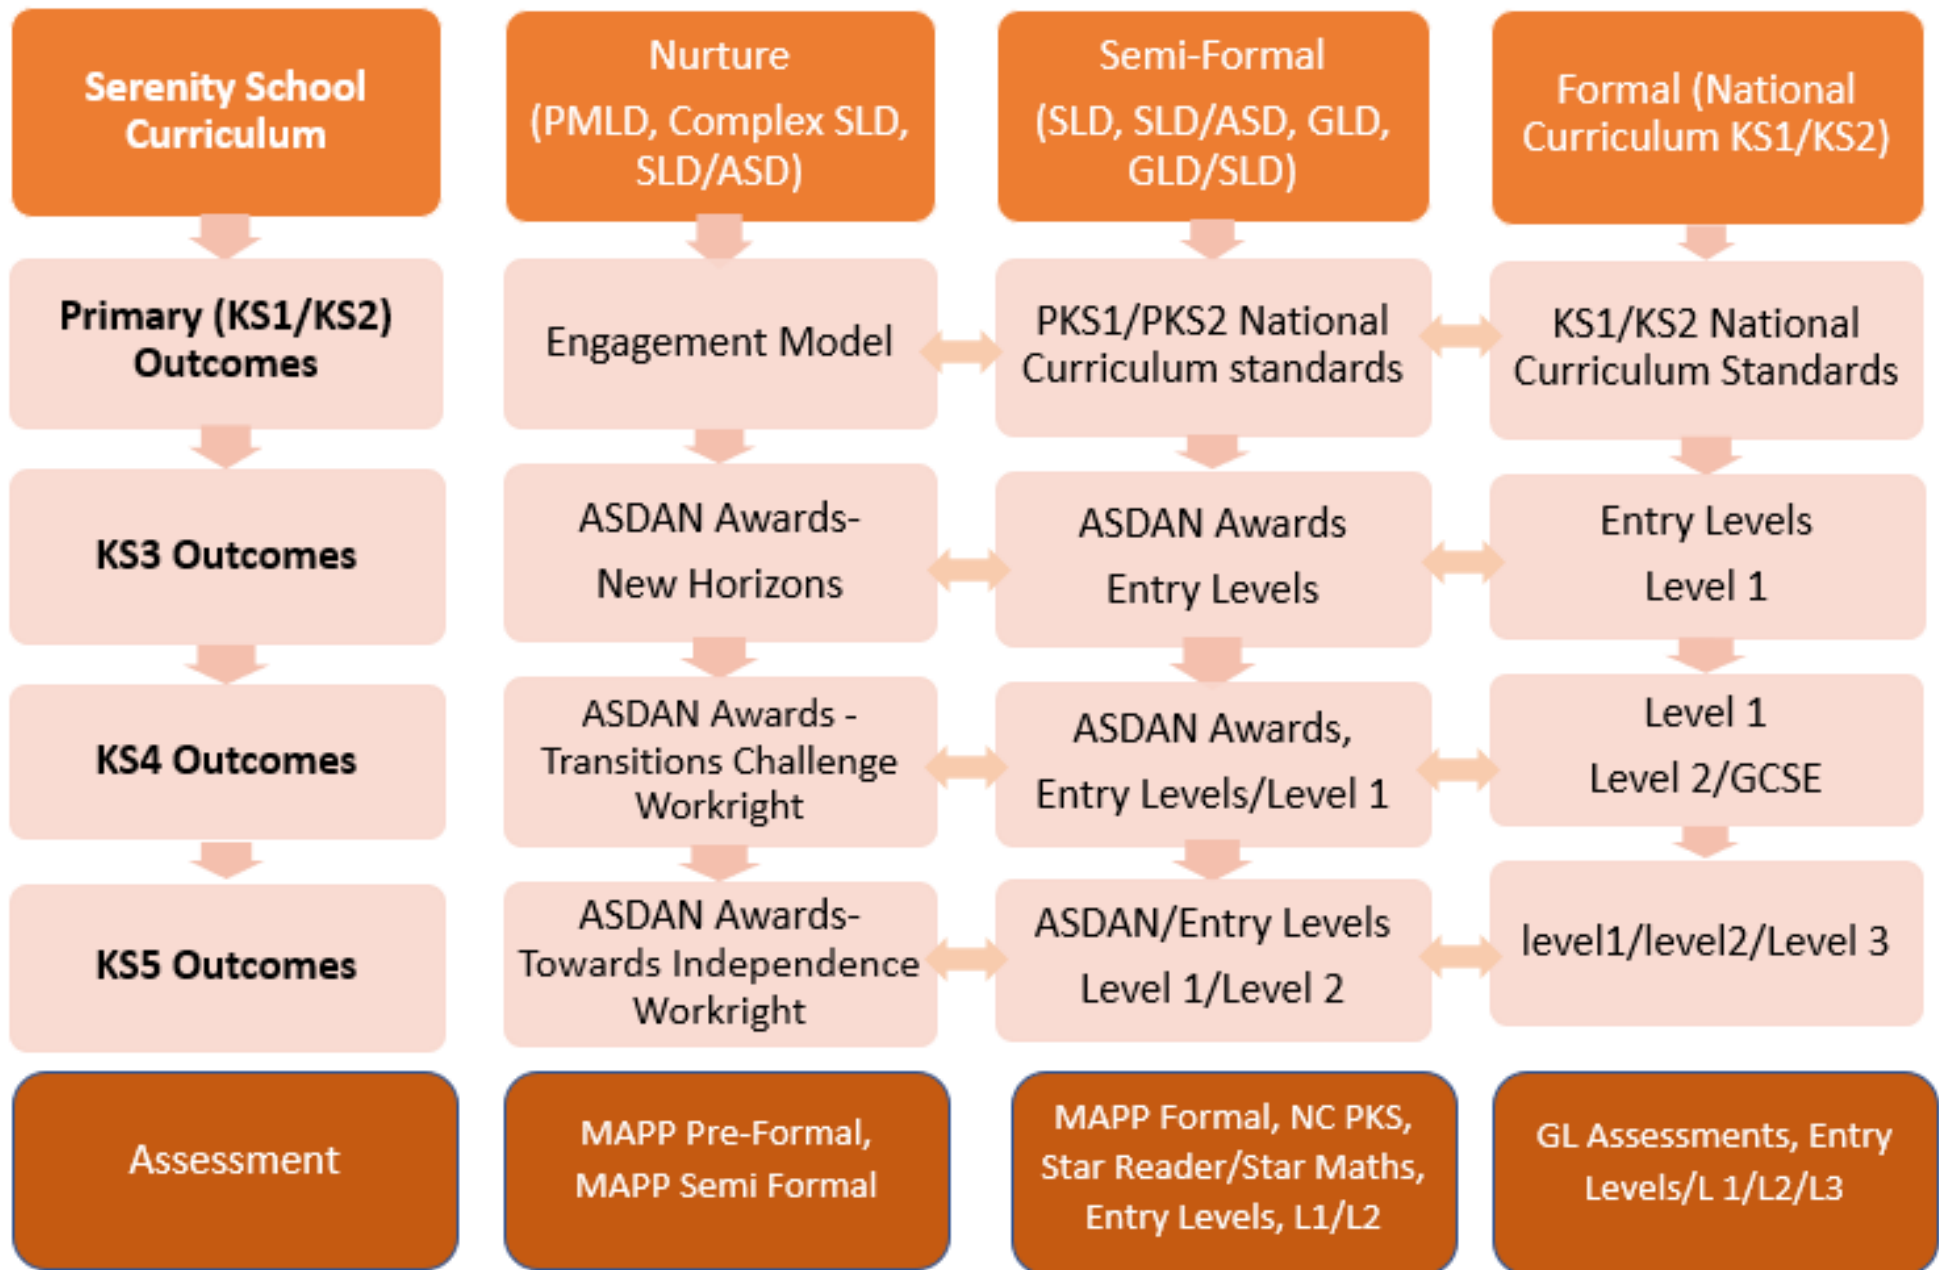 Serenity School
Curriculum
Nurture
(PMLD, Complex SLD,
SLD/ASD)
Semi-Formal
(SLD, SLD/ASD, GLD,
GLD/SLD)
Formal (National
Curriculum KS1/KS2)
Primary (KS1/KS2)
Outcomes
Engagement Model
PKS1/PKS2 National
Curriculum standards
KS1/KS2 National
Curriculum Standards
KS3 Outcomes
ASDAN Awards-
New Horizons
ASDAN Awards
Entry Levels
Entry Levels
Level 1
KS4 Outcomes
ASDAN Awards -
Transitions Challenge
Workright
ASDAN Awards,
Entry Levels/Level 1
Level 1
Level 2/GCSE
KS5 Outcomes
ASDAN Awards-
Towards Independence
Workright
ASDAN/Entry Levels
Level 1/Level 2
level1/level2/Level 3
Assessment
MAPP Pre-Formal,
MAPP Semi Formal
MAPP Formal, NC PKS,
Star Reader/Star Maths,
Entry Levels, L1/L2
GL Assessments, Entry
Levels/L 1/L2/L3